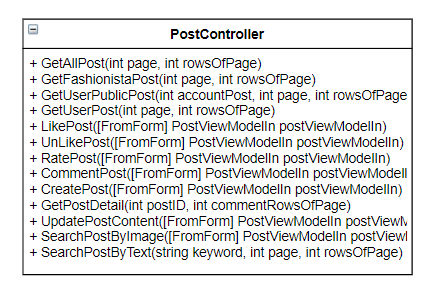 PostController
+ GetAllPost(int page, int rowsOfPage)
+ GetFashionistaPost(int page, int rowsOfPage)
+ GetUserPublicPost(int accountPost, int page, int rowsOfPage
+ GetUserPost(int page, int rowsOfPage)
+ LikePost([FromForm] PostViewModelIn postViewModelIn)
+ UnLikePost([FromForm] PostViewModelIn postViewModelIn)
+ RatePost([FromForm] PostViewModelIn postViewModelIn)
+ CommentPost([FromForm] PostViewModelIn postViewModelI
+ CreatePost([FromForm] PostViewModelIn postViewModelIn)
+ GetPostDetail(int postID, int commentRowsOfPage)
+ UpdatePostContent([FromForm] PostViewModelIn postViewM
+ SearchPostByImage([FromForm] PostViewModelIn postViewI
+ SearchPostByText(string keyword, int page, int rowsOfPage)